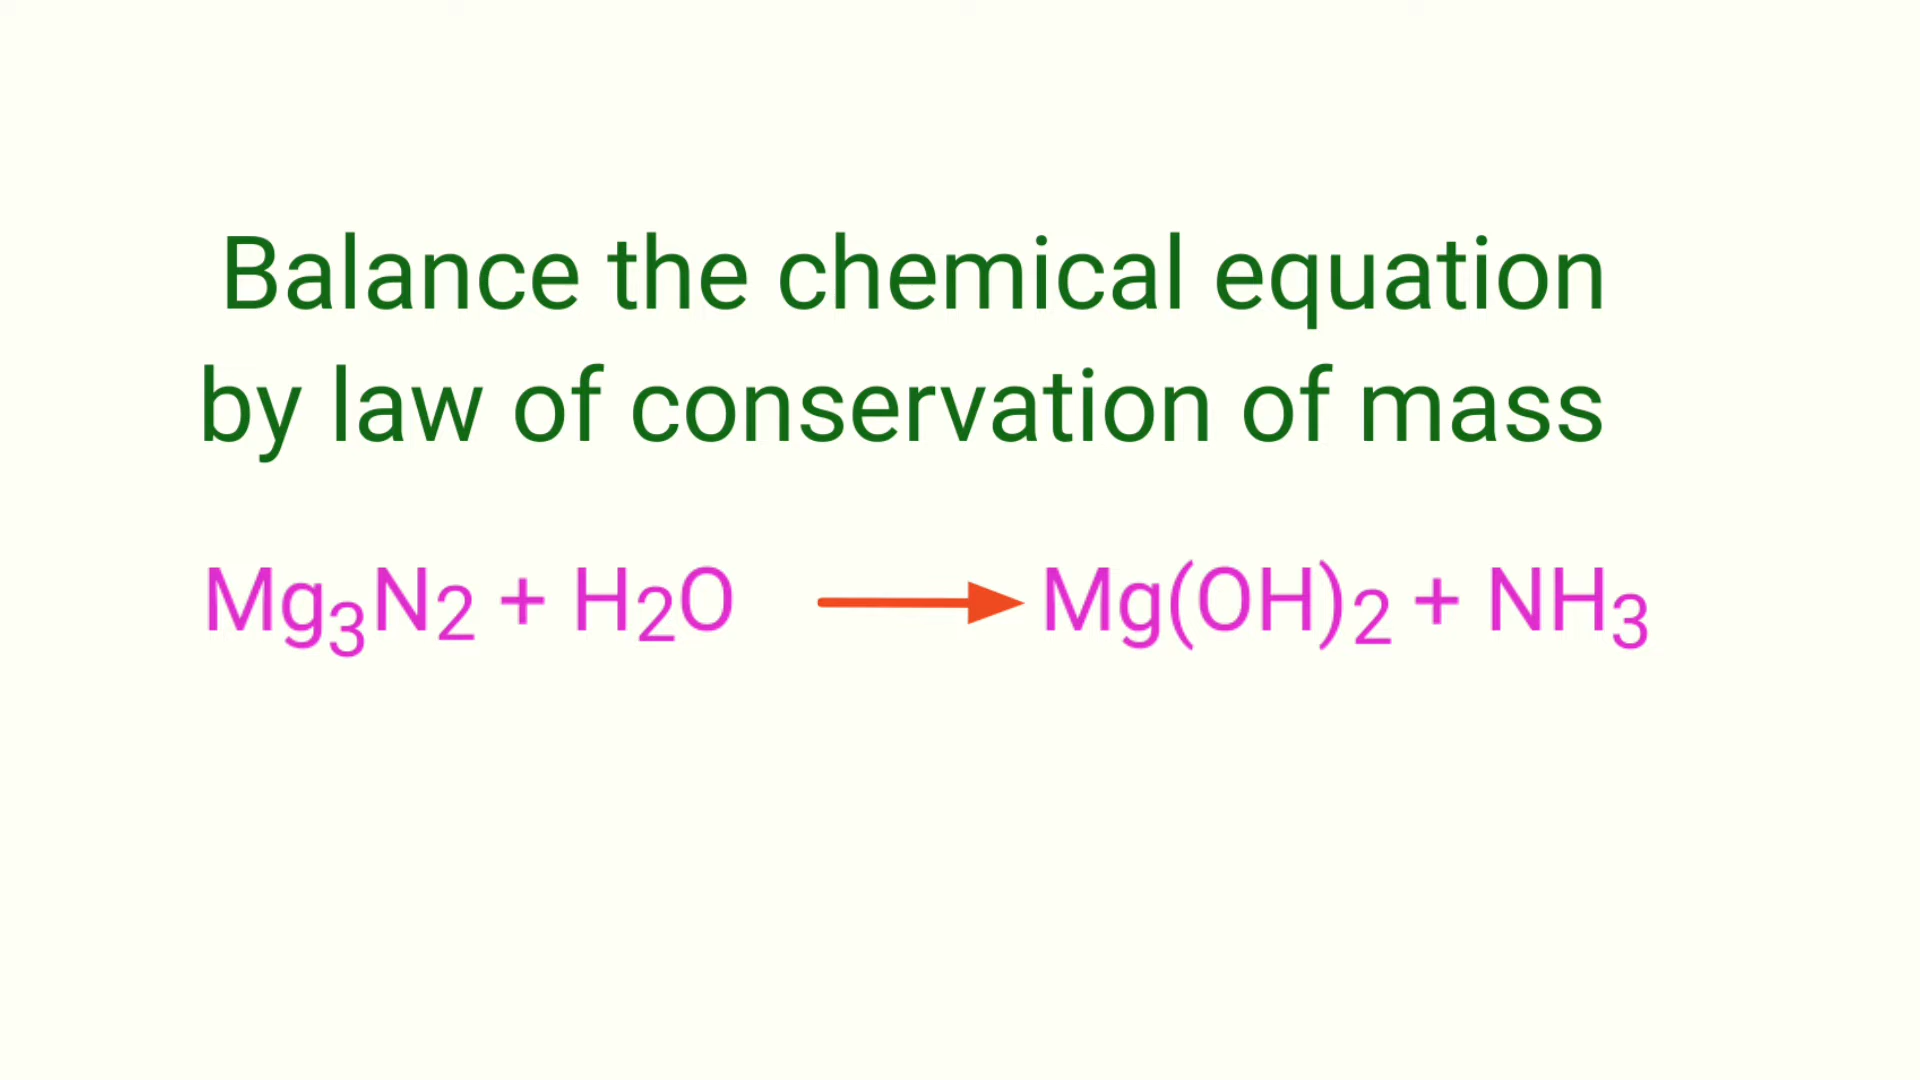 Balance the chemical equation
by law of conservation of mass
Mg3N2 + H2O → Mg(OH)2 + NH3